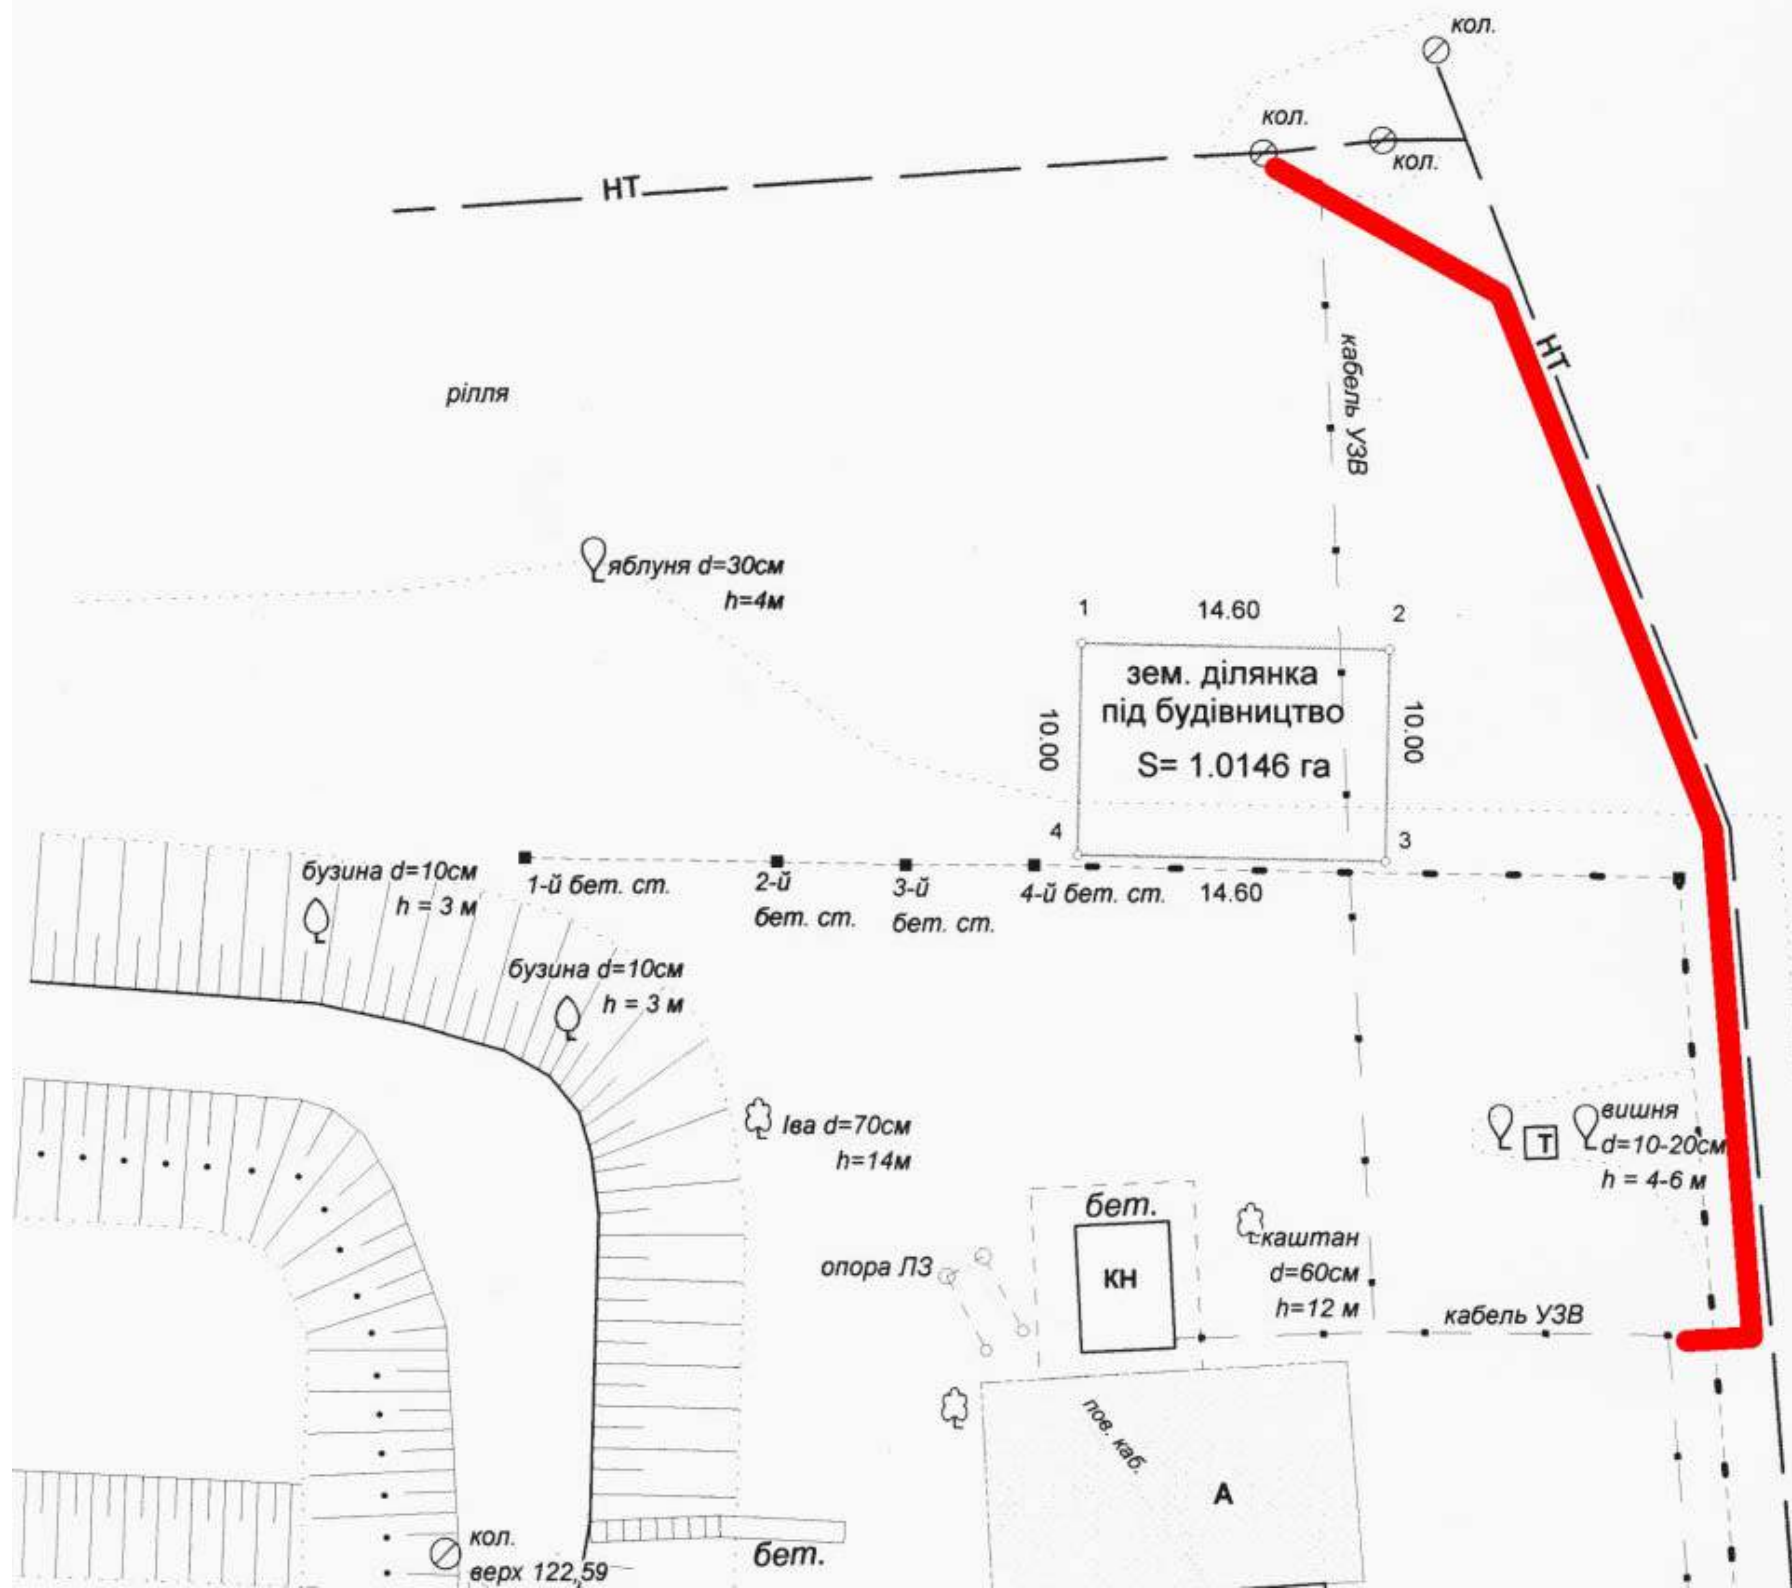 кол.
кол.
кол.
НТ
НТ
кабель УЗВ
рілля
яблуня d=30см
h=4м
1
14.60
2
зем. ділянка
під будівництво
S= 1.0146 га
10.00
10.00
4
3
бузина d=10см
h = 3 м
1-й бет. ст.
2-й
бет. ст.
3-й
бет. ст.
4-й бет. ст.
14.60
бузина d=10см
h = 3 м
Іва d=70см
h=14м
Т
вишня
d=10-20см
h = 4-6 м
бет.
КН
опора ЛЗ
каштан
d=60см
h=12 м
кабель УЗВ
пов. каб.
А
кол.
верх 122,59
бет.